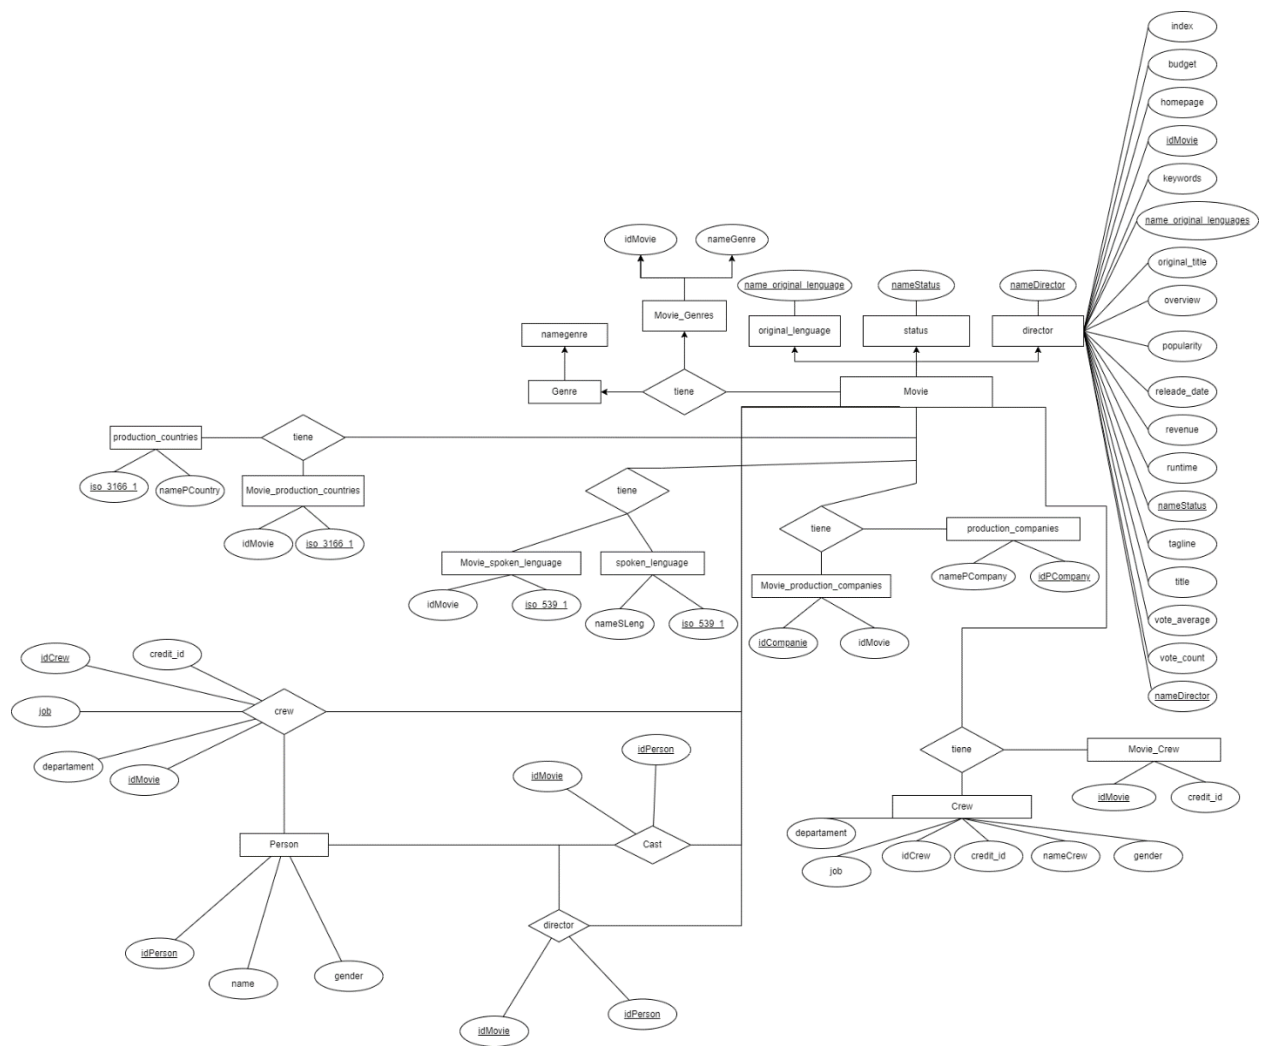 index
budget
homepage
idMovie
keywords
name_original_lenguages
original_title
overview
popularity
releade_date
revenue
runtime
nameStatus
tagline
title
vote_average
vote_count
nameDirector
idMovie
nameGenre
name_original_lenguage
nameStatus
nameDirector
Movie_Genres
original_lenguage
status
director
namegenre
Genre
tiene
Movie
production_countries
tiene
iso_3166_1
namePCountry
Movie_production_countries
idMovie
iso_3166_1
tiene
Movie_spoken_lenguage
spoken_lenguage
idMovie
iso_539_1
nameSLeng
iso_539_1
tiene
production_companies
namePCompany
idPCompany
Movie_production_companies
idCompanie
idMovie
idCrew
credit_id
job
crew
departament
idMovie
Person
idPerson
name
gender
idMovie
idPerson
Cast
director
idMovie
idPerson
tiene
Movie_Crew
idMovie
credit_id
Crew
departament
job
idCrew
credit_id
nameCrew
gender